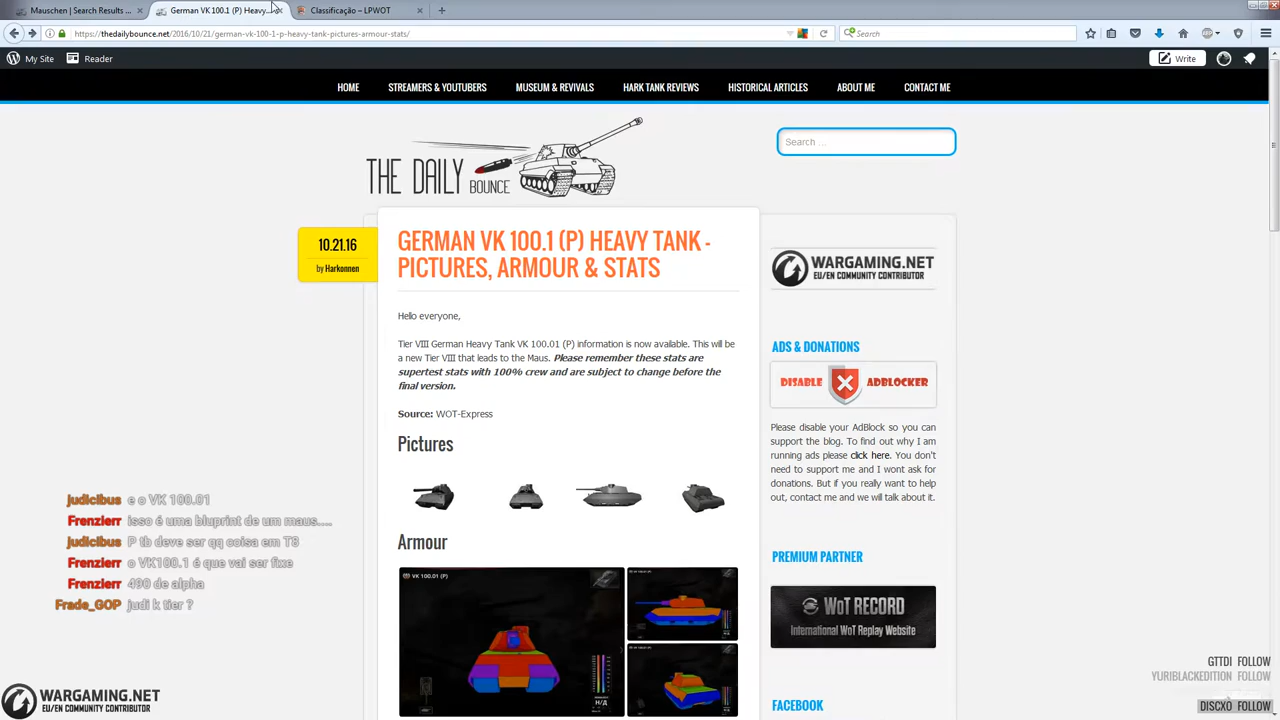 Mauschen | Search Results ...
German VK 100.1 (P) Heavy...
Classificação – LPWOT
https://thedailybounce.net/2016/10/21/german-vk-100-1-p-heavy-tank-pictures-armour-stats/
Search
My Site
Reader
Write
HOME
STREAMERS & YOUTUBERS
MUSEUM & REVIVALS
HARK TANK REVIEWS
HISTORICAL ARTICLES
ABOUT ME
CONTACT ME
THE DAILY BOUNCE
Search ...
10.21.16
by Harkonnen
GERMAN VK 100.1 (P) HEAVY TANK -
PICTURES, ARMOUR & STATS
Hello everyone,
Tier VIII German Heavy Tank VK 100.01 (P) information is now available. This will be
a new Tier VIII that leads to the Maus. Please remember these stats are
supertest stats with 100% crew and are subject to change before the
final version.
Source: WOT-Express
Pictures
Armour
VK 100.01 (P)
WARGAMING.NET
EU/EN COMMUNITY CONTRIBUTOR
ADS & DONATIONS
DISABLE ADBLOCKER
Please disable your AdBlock so you can
support the blog. To find out why I am
running ads please click here. You don't
need to support me and I wont ask for
donations. But if you really want to help
out, contact me and we will talk about it.
PREMIUM PARTNER
WoT RECORD
International WoT Replay Website
FACEBOOK
judicibus e o VK 100.01
Frenzierr isso é uma bluprint de um maus....
judicibus P tb deve ser qq coisa em T8
Frenzierr o VK100.1 é que vai ser fixe
Frenzierr 490 de alpha
Frade_GOP judi k tier ?
WARGAMING.NET
EU/EN COMMUNITY CONTRIBUTOR
GTTDI FOLLOW
YURIBLACKEDITION FOLLOW
DISCXO FOLLOW